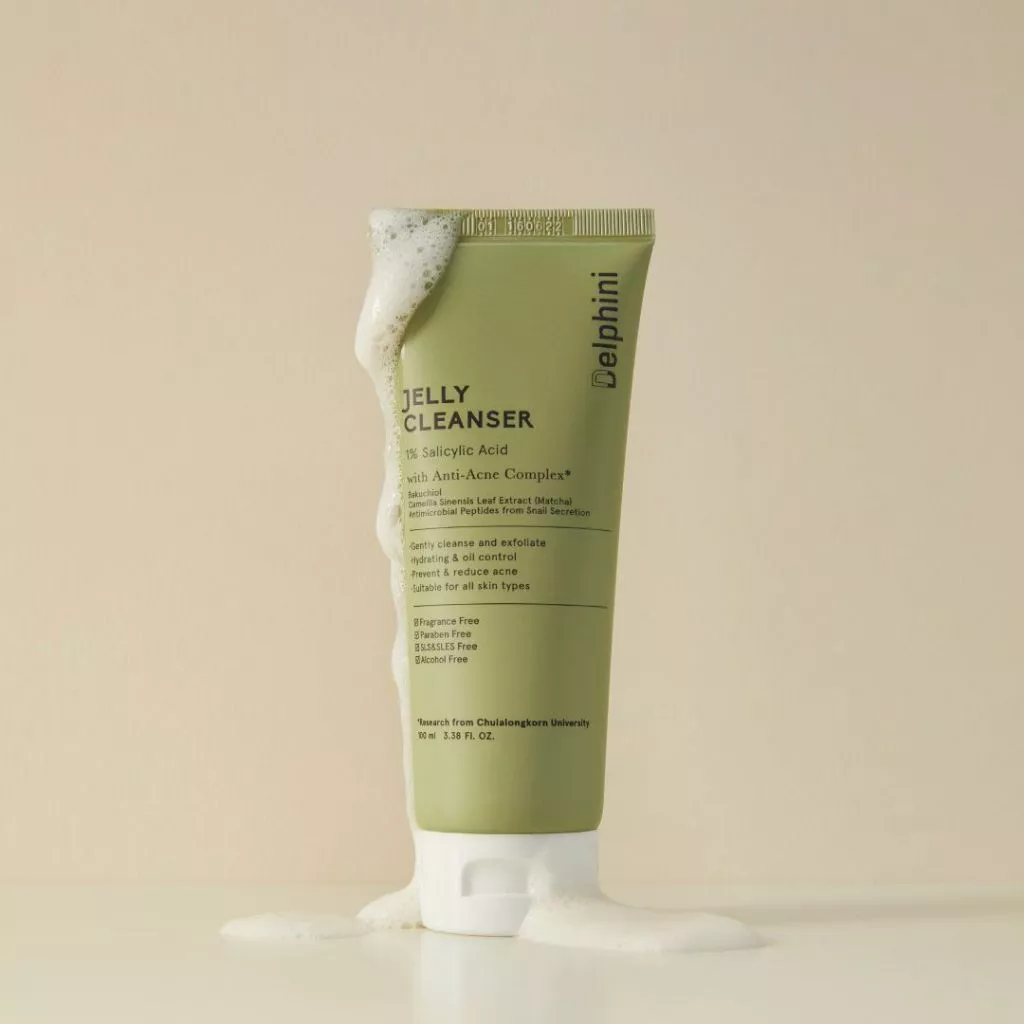 01 160622
Delphini
JELLY
CLEANSER
1% Salicylic Acid
with Anti-Acne Complex*
Bakuchiol
Camellia Sinensis Leaf Extract (Matcha)
Antimicrobial Peptides from Snail Secretion
-Gently cleanse and exfoliate
-Hydrating & oil control
-Prevent & reduce acne
-Suitable for all skin types
☑Fragrance Free
☑Paraben Free
☑SLS&SLES Free
☑Alcohol Free
*Research from Chulalongkorn University
100 ml 3.38 Fl. OZ.